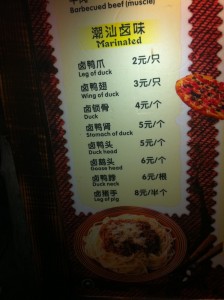 Barbecued beef (muscle)
潮汕卤味
Marinated
卤鸭爪 2元/只
Leg of duck
卤鸭翅 3元/只
Wing of duck
卤锁骨 4元/个
Duck
卤鸭肾 5元/个
Stomach of duck
卤鸭头 5元/个
Duck head
卤鹅头 6元/个
Goose head
卤鸭脖 6元/根
Duck neck
卤猪手 8元/半个
Leg of pig